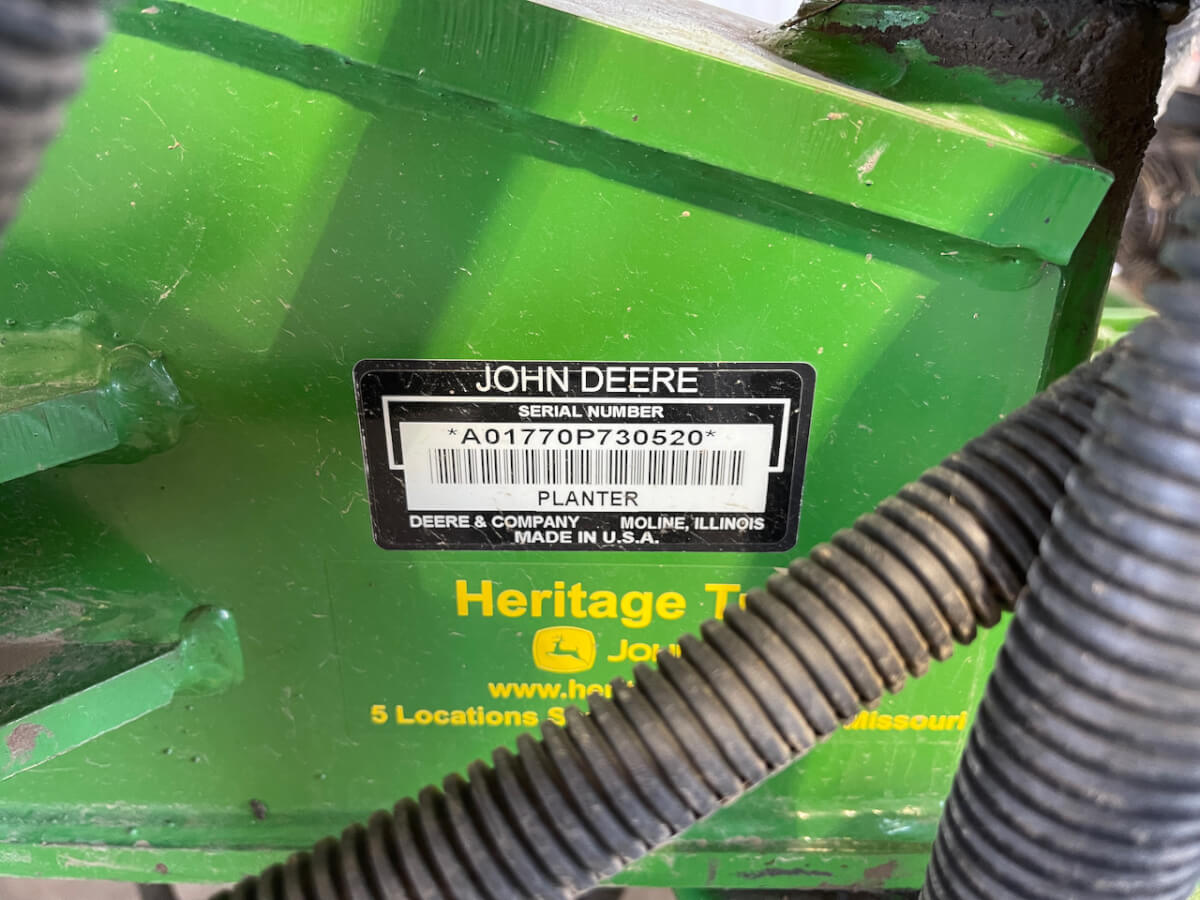 JOHN DEERE
SERIAL NUMBER
*A01770P730520*
PLANTER
DEERE & COMPANY MOLINE, ILLINOIS
MADE IN U.S.A.
Heritage
5 Locations
Missouri